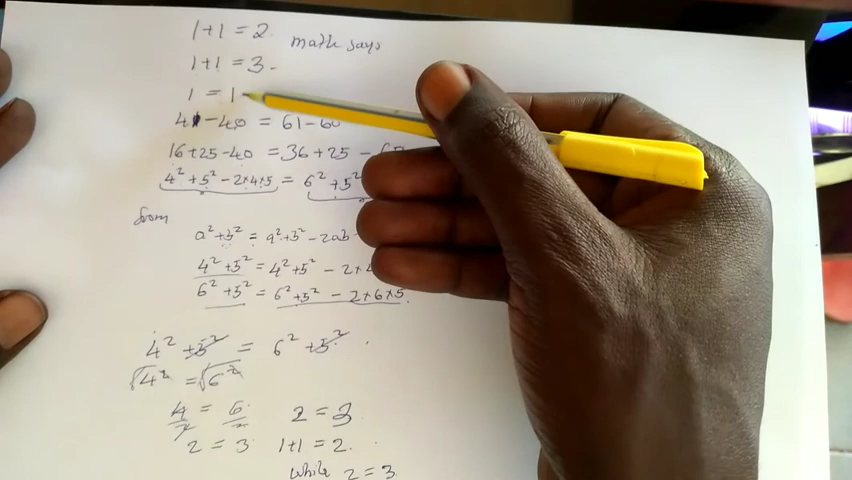 1+1 = 2.
math says
1+1 = 3.
1 = 1
41-40 = 61-60
16+25-40 = 36+25-
4²+5²-2×4×5 = 6²+5²
from
a²+b² = a²+b²-2ab
4²+5² = 4²+5² - 2×
6²+5² = 6²+5² - 2×6×5.
4²+5² = 6²+5².
√4² = √6²
4 = 6 2 = 3.
2 = 3 1+1 = 2.
while 2 = 3.